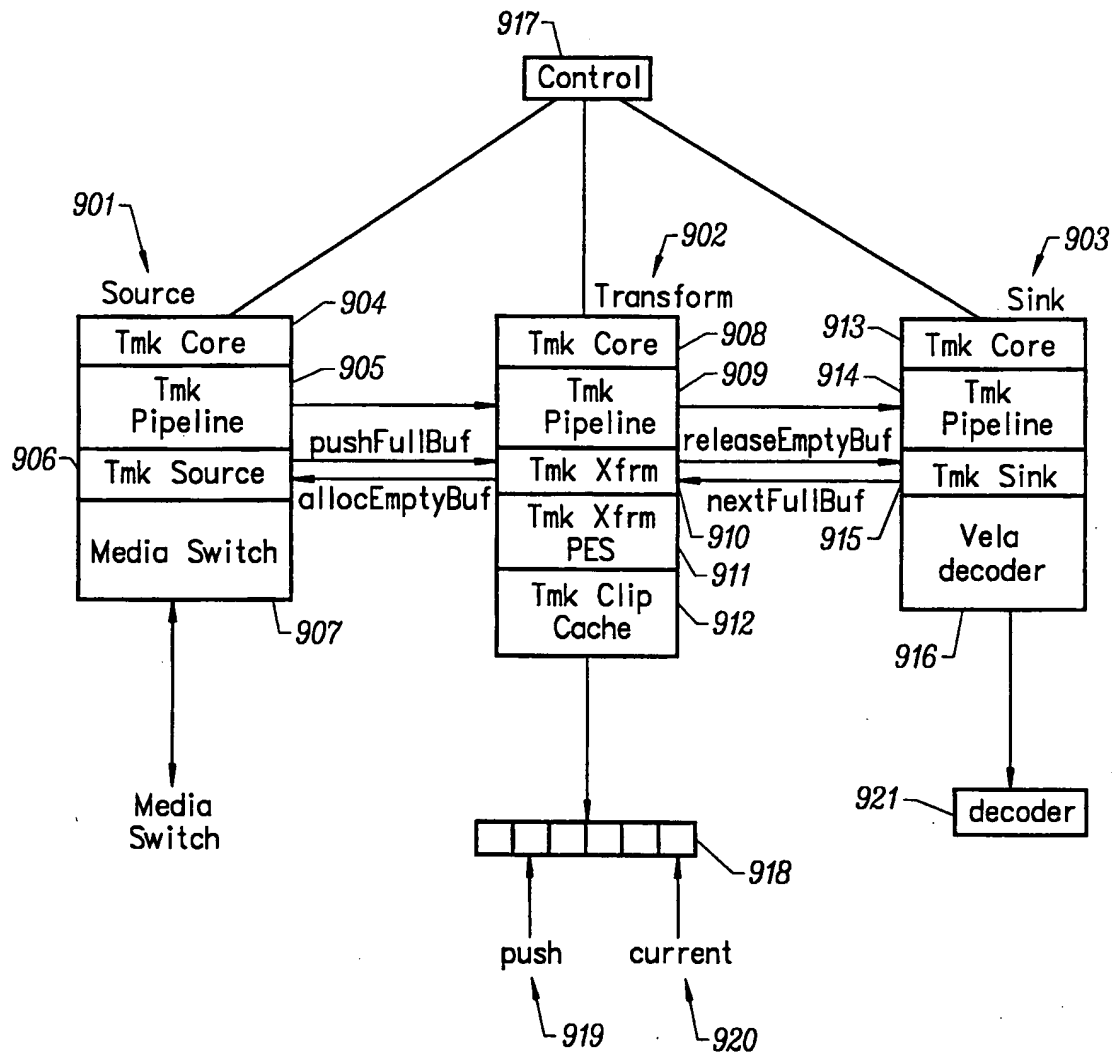 917
Control
901
902
903
Source
904
Transform
Sink
Tmk Core
908
913
Tmk Core
Tmk Core
905
909
914
Tmk
Pipeline
Tmk
Pipeline
Tmk
Pipeline
906
pushFullBuf
releaseEmptyBuf
Tmk Source
Tmk Xfrm
Tmk Sink
allocEmptyBuf
nextFullBuf
Media Switch
Tmk Xfrm
PES
910
915
Vela
decoder
911
907
Tmk Clip
Cache
912
916
Media
Switch
921
decoder
918
push
current
919
920